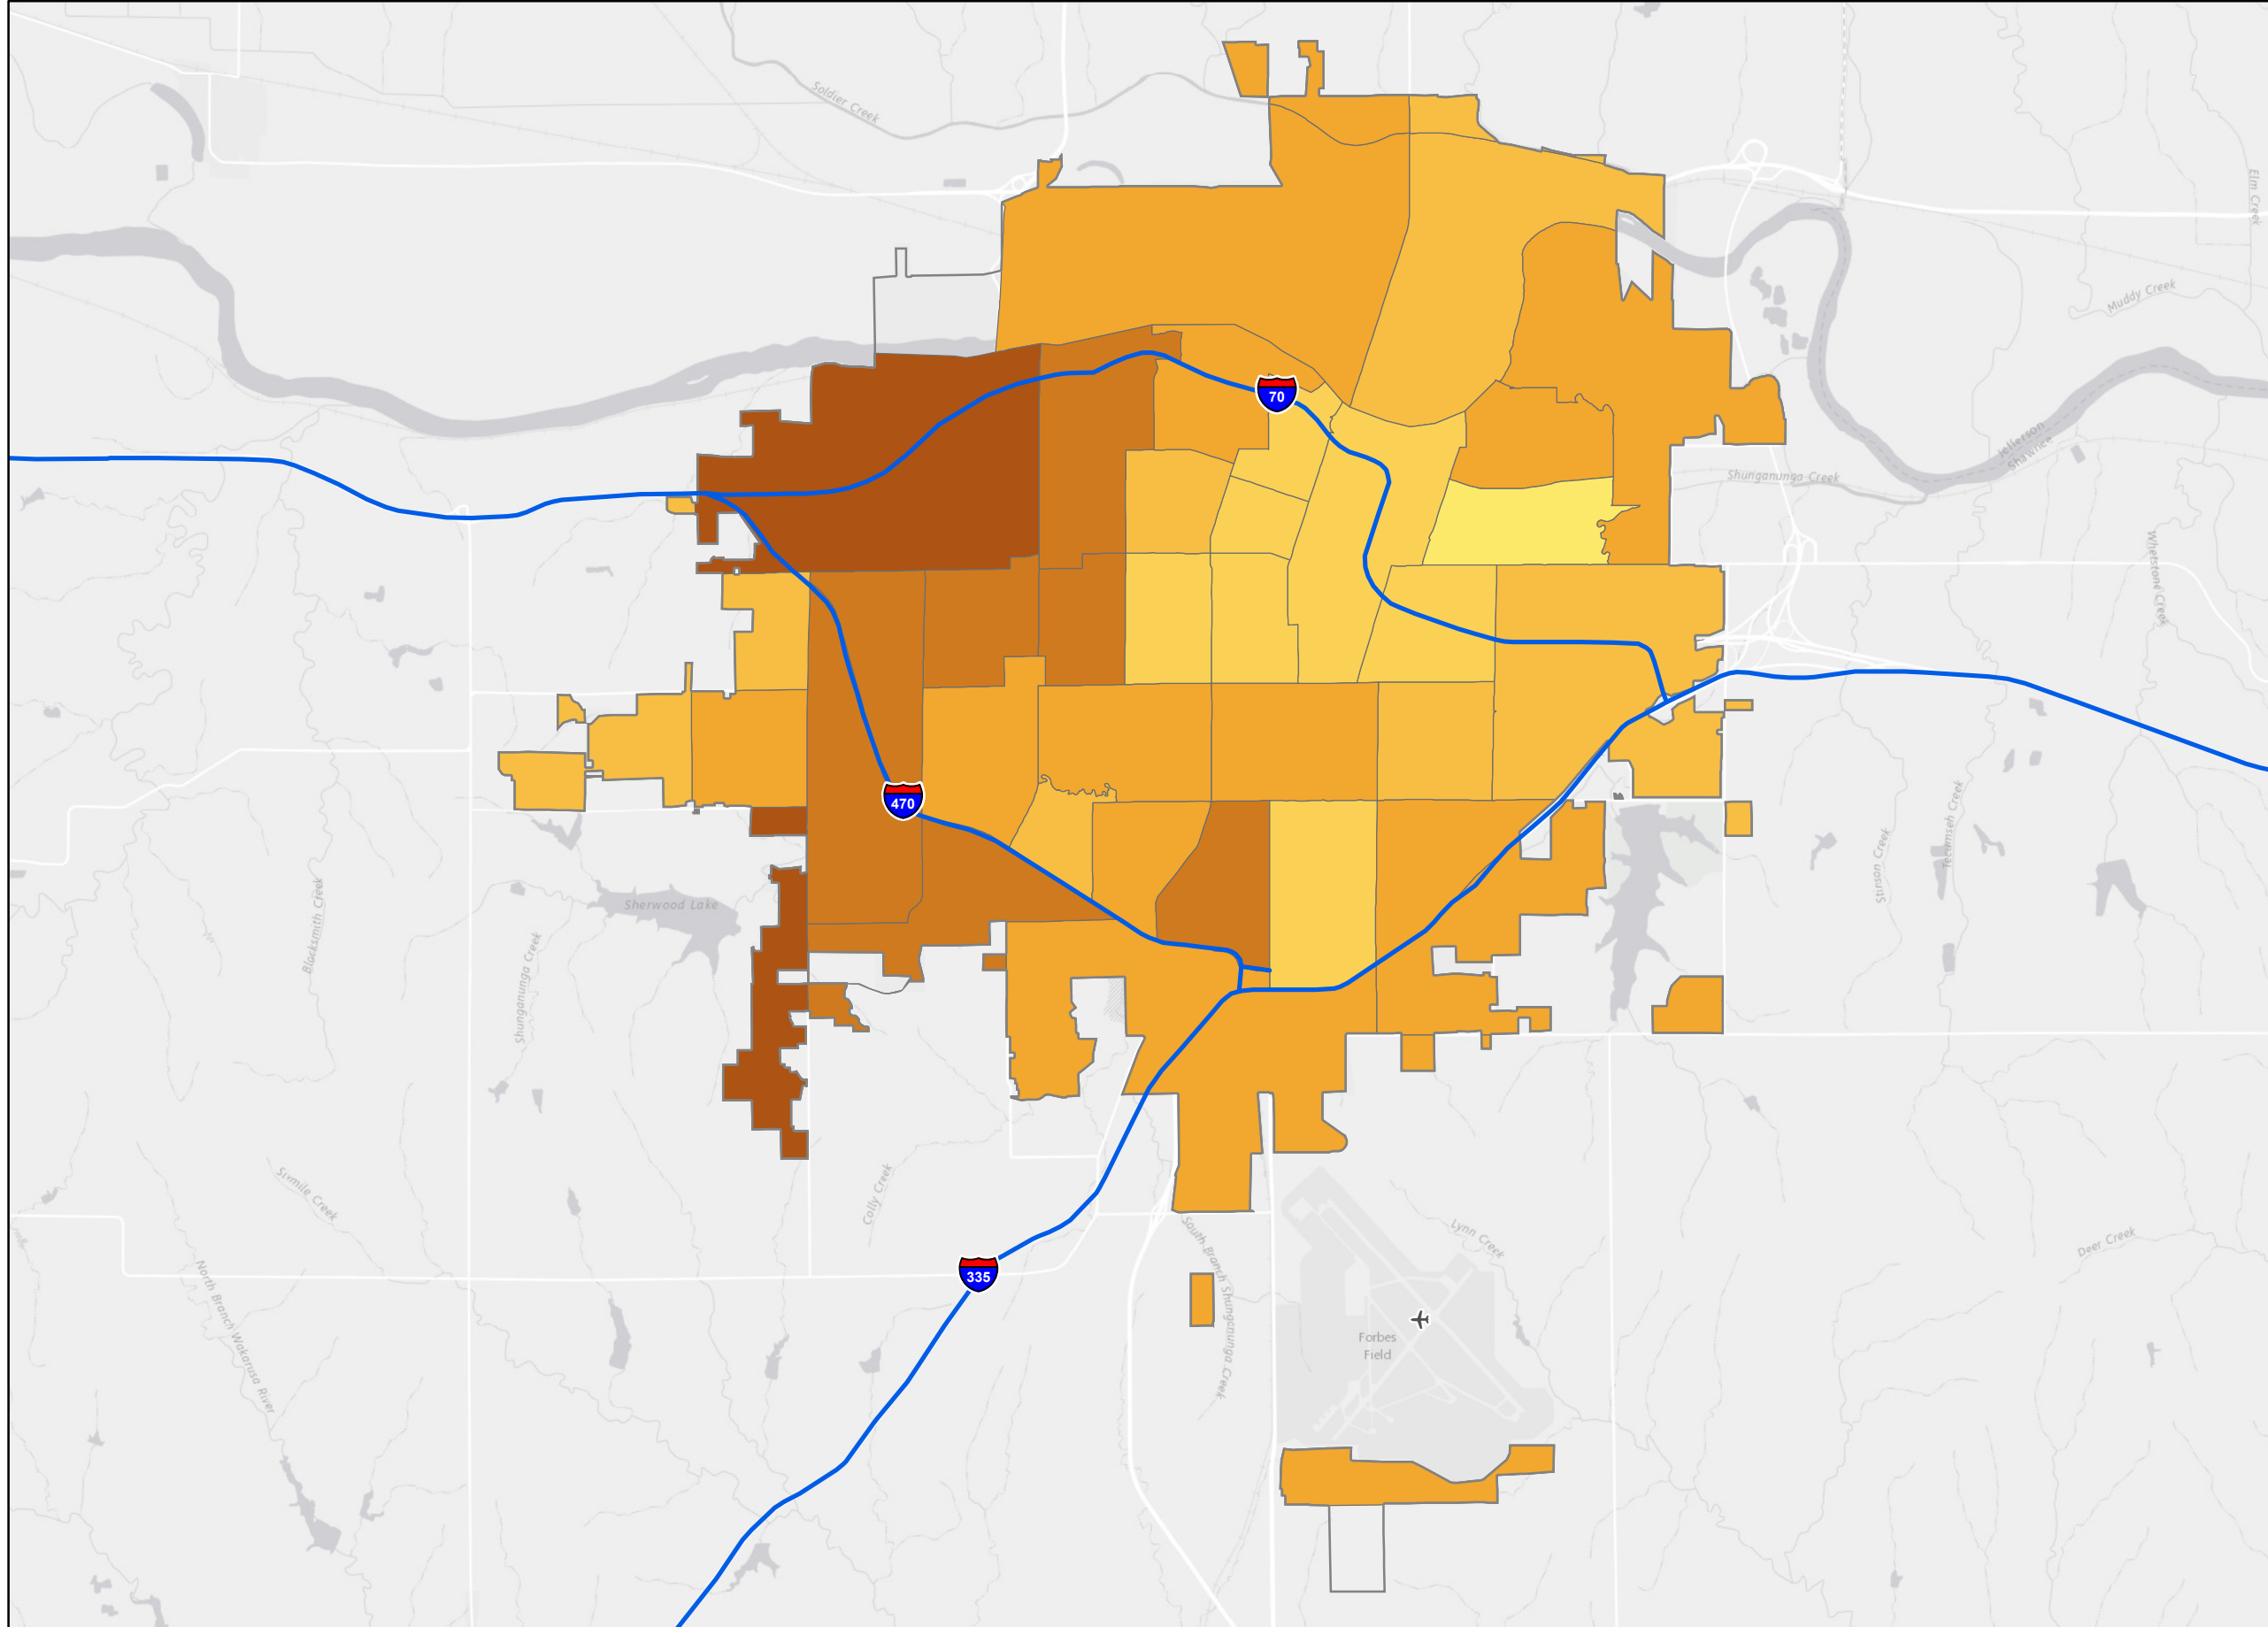 Soldier Creek
Elm Creek
Muddy Creek
70
Jefferson
Shawnee
Shunganunga Creek
Whetstone Creek
470
Sherwood Lake
Blacksmith Creek
Shunganunga Creek
Stinson Creek
Tecumseh Creek
Sixmile Creek
Colly Creek
South Branch Shunganunga Creek
Lynn Creek
Deer Creek
North Branch Wakarusa River
335
Forbes
Field